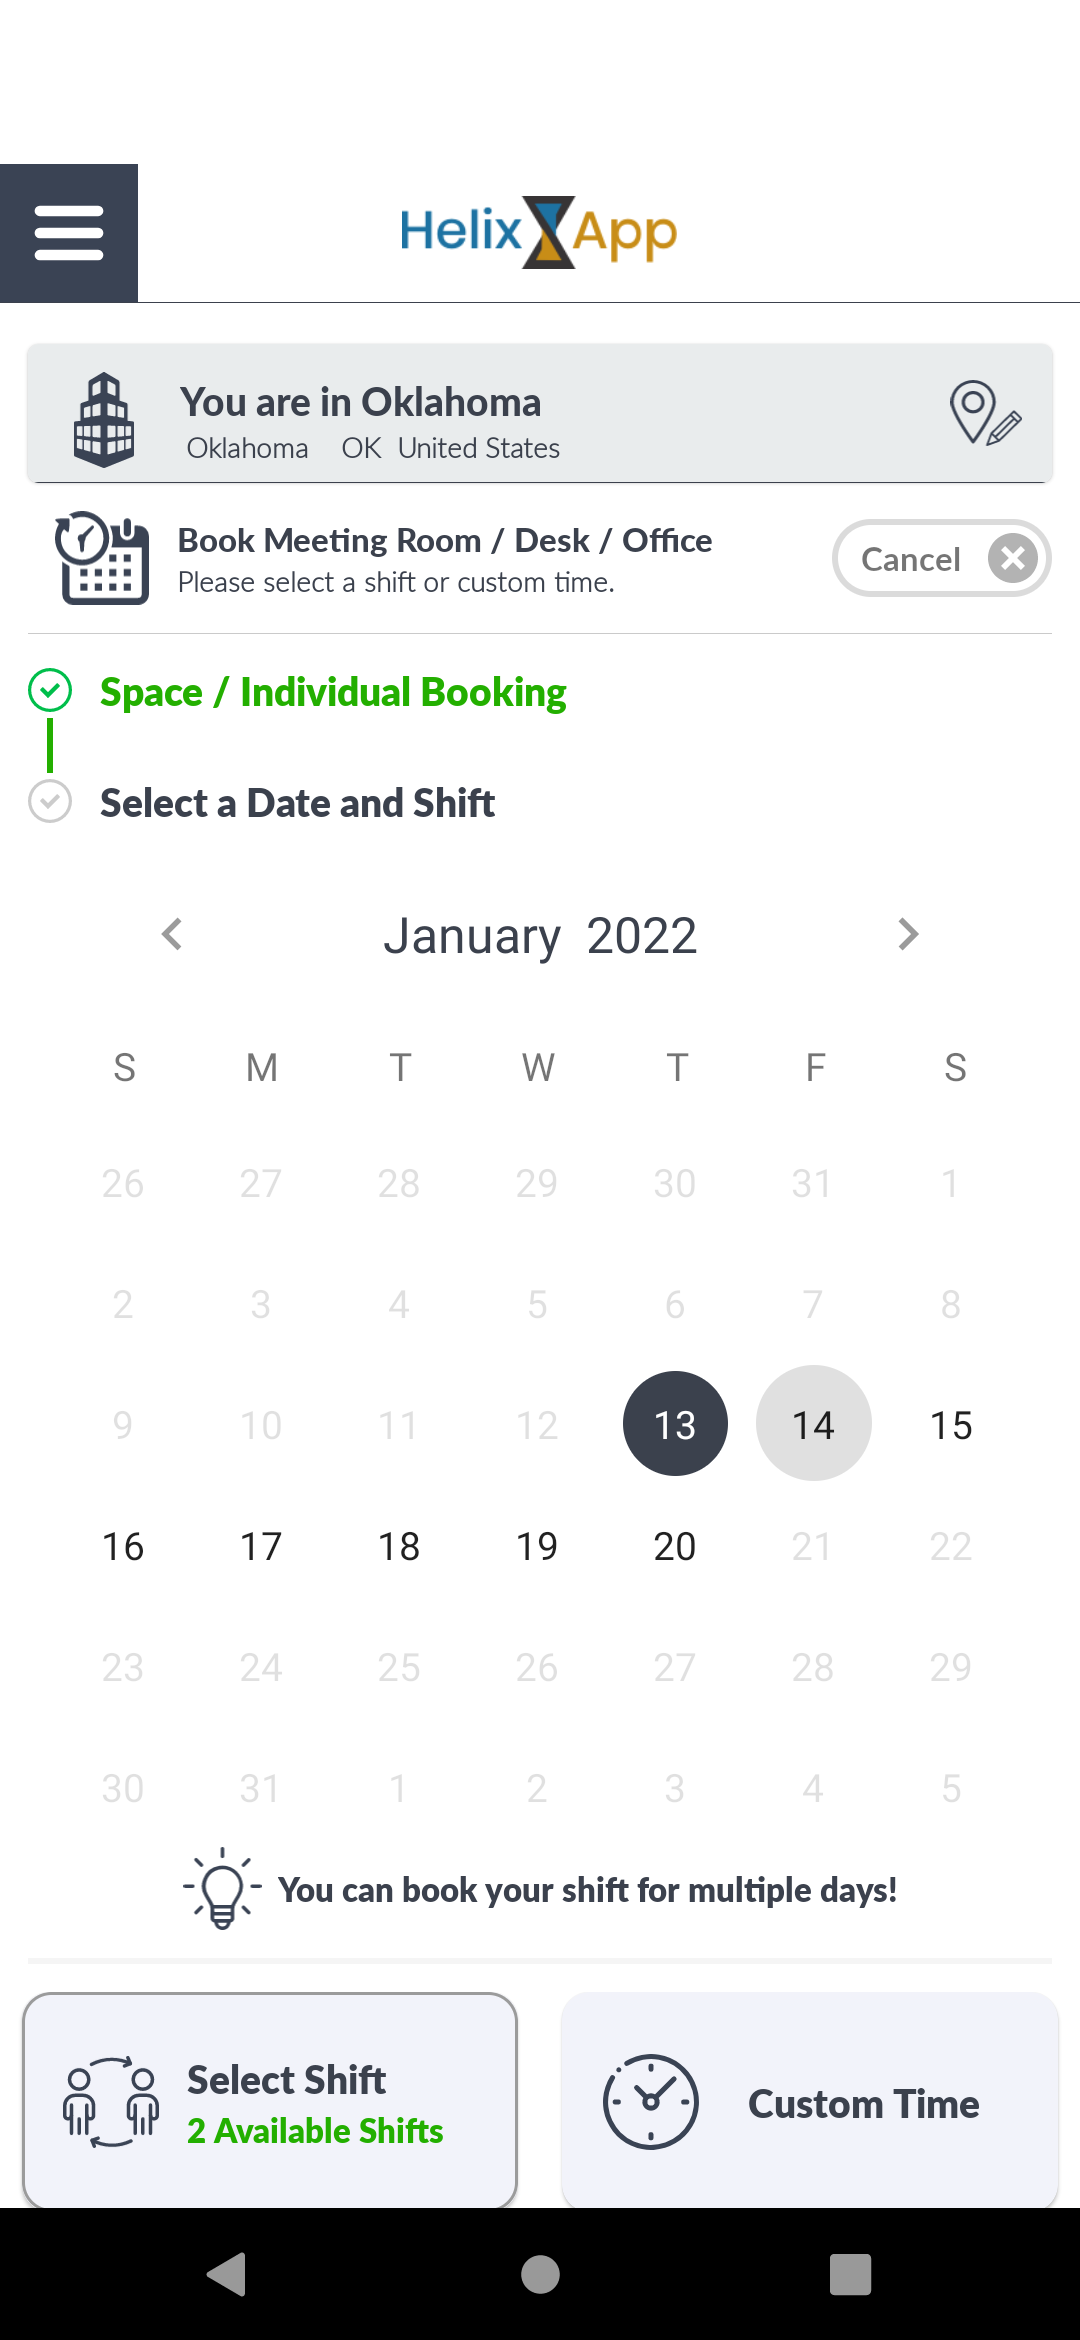 Helix App
You are in Oklahoma
Oklahoma OK United States
Book Meeting Room / Desk / Office
Please select a shift or custom time.
Cancel
Space / Individual Booking
Select a Date and Shift
January 2022
S M T W T F S
26 27 28 29 30 31 1
2 3 4 5 6 7 8
9 10 11 12 13 14 15
16 17 18 19 20 21 22
23 24 25 26 27 28 29
30 31 1 2 3 4 5
You can book your shift for multiple days!
Select Shift
2 Available Shifts
Custom Time